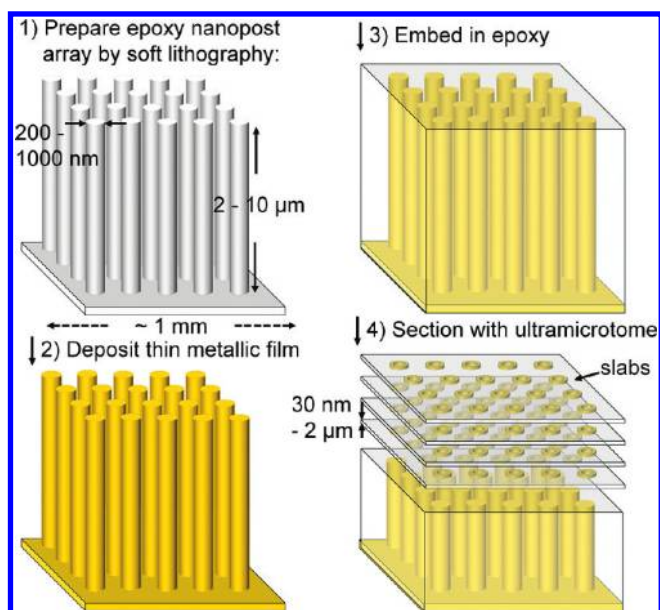 1) Prepare epoxy nanopost
array by soft lithography:
200 -
1000 nm
2 - 10 μm
~ 1 mm
2) Deposit thin metallic film
3) Embed in epoxy
4) Section with ultramicrotome
slabs
30 nm
- 2 μm